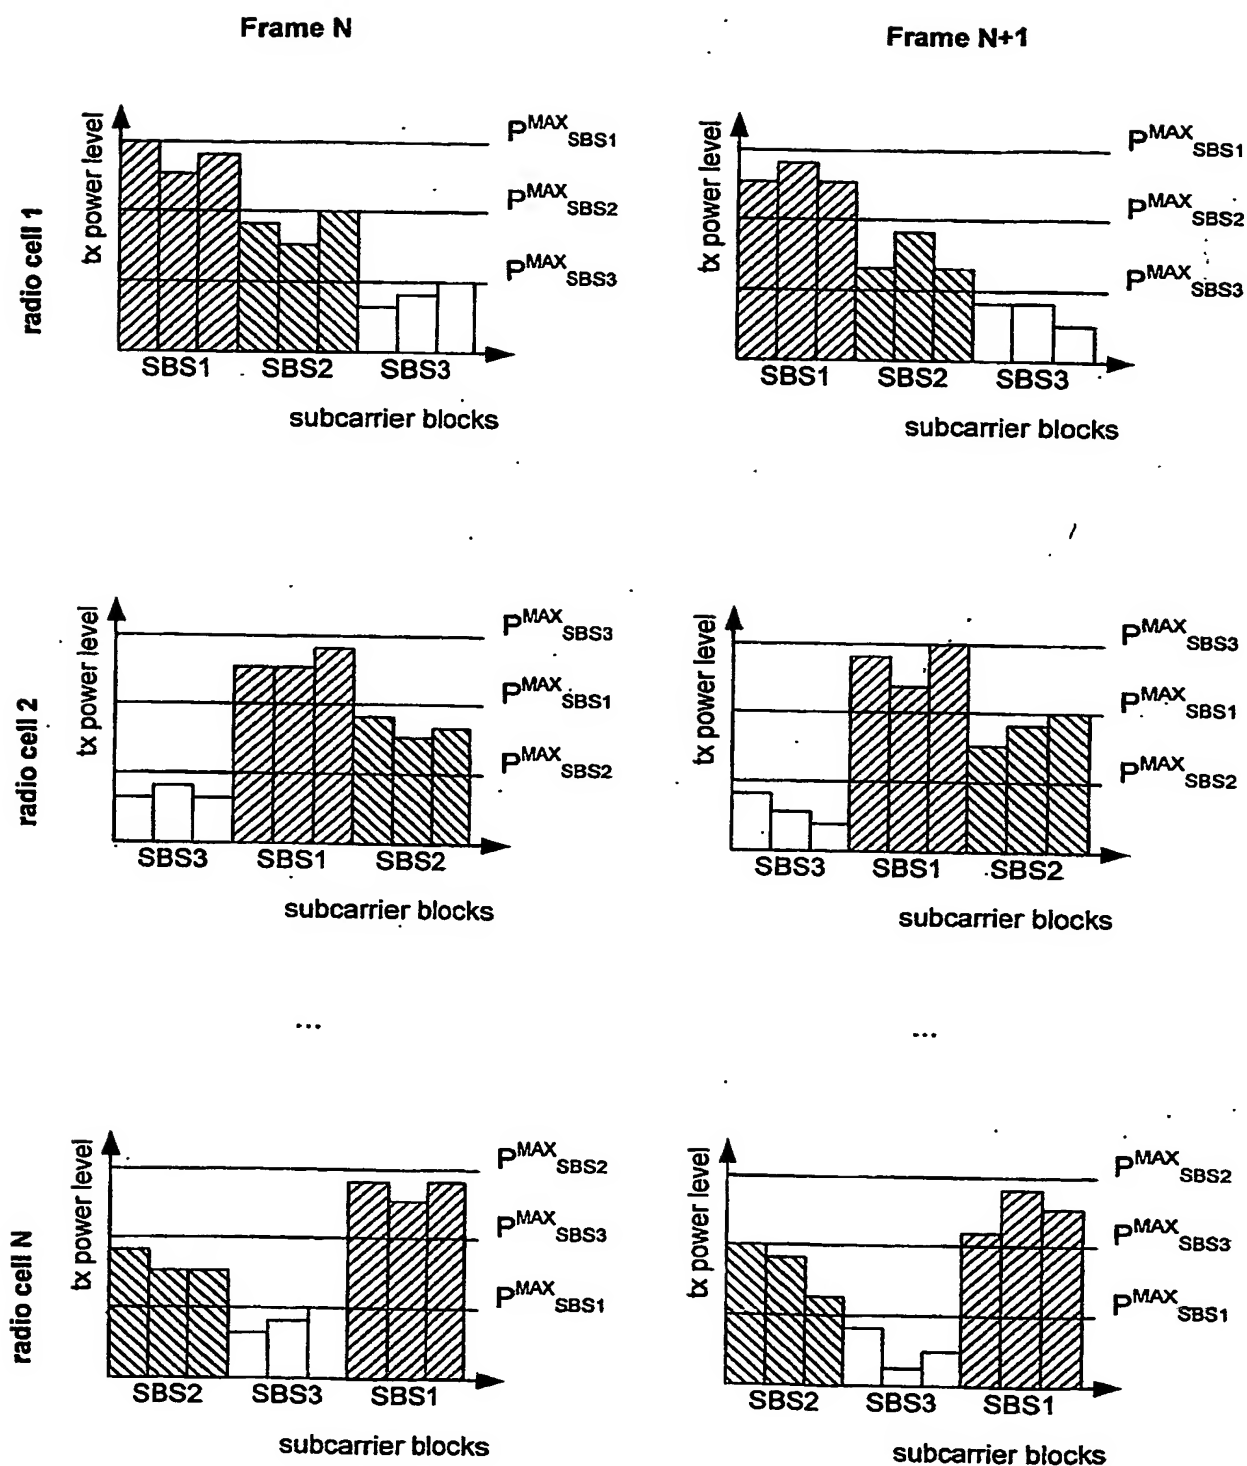 Frame N
Frame N+1
radio cell 1
tx power level
P^MAX_SBS1
P^MAX_SBS2
P^MAX_SBS3
SBS1 SBS2 SBS3
subcarrier blocks
tx power level
P^MAX_SBS1
P^MAX_SBS2
P^MAX_SBS3
SBS1 SBS2 SBS3
subcarrier blocks
radio cell 2
tx power level
P^MAX_SBS3
P^MAX_SBS1
P^MAX_SBS2
SBS3 SBS1 SBS2
subcarrier blocks
tx power level
P^MAX_SBS3
P^MAX_SBS1
P^MAX_SBS2
SBS3 SBS1 SBS2
subcarrier blocks
...
...
radio cell N
tx power level
P^MAX_SBS2
P^MAX_SBS3
P^MAX_SBS1
SBS2 SBS3 SBS1
subcarrier blocks
tx power level
P^MAX_SBS2
P^MAX_SBS3
P^MAX_SBS1
SBS2 SBS3 SBS1
subcarrier blocks